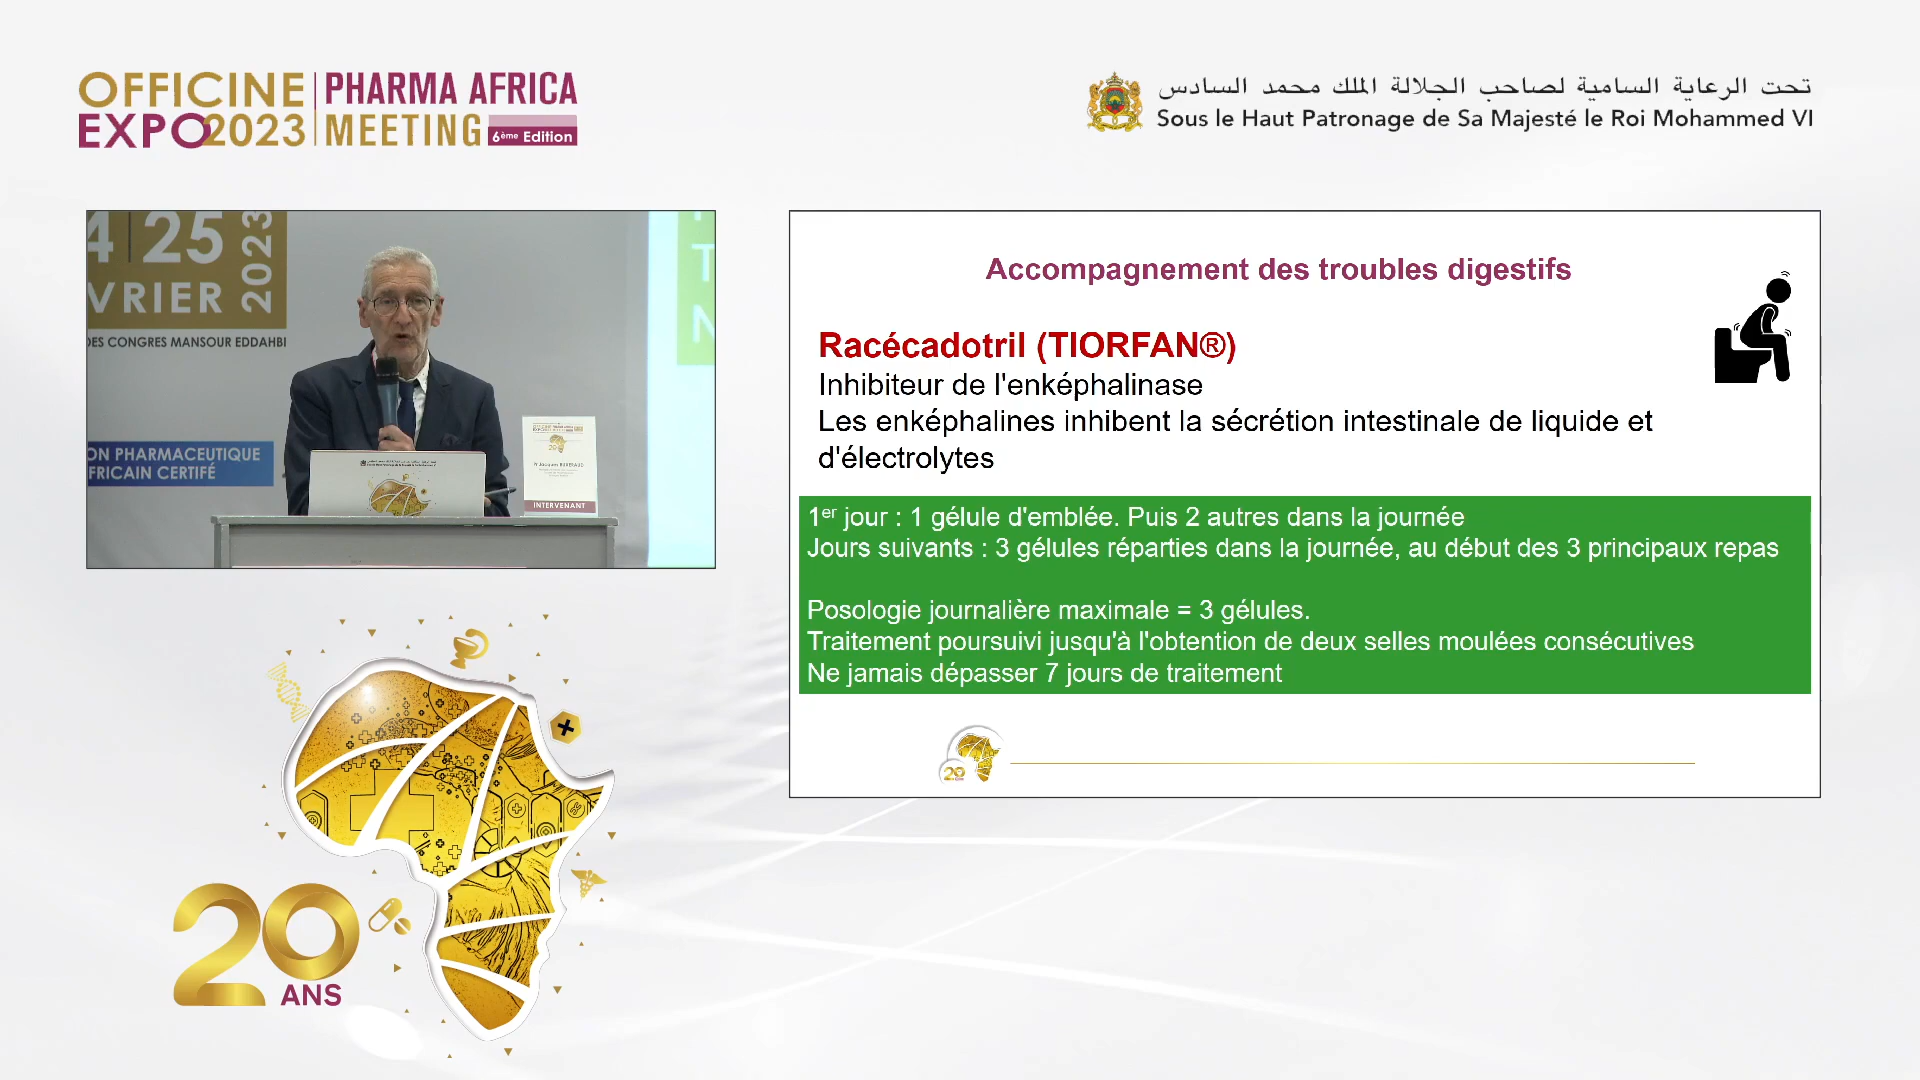 OFFICINE
EXPO2023
PHARMA AFRICA
MEETING
6ème Edition
تحت الرعاية السامية لصاحب الجلالة الملك محمد السادس
Sous le Haut Patronage de Sa Majesté le Roi Mohammed VI
4|25
VRIER
2023
DES CONGRES MANSOUR EDDAHBI
ON PHARMACEUTIQUE
FRICAIN CERTIFÉ
INTERVENANT
T
N
Accompagnement des troubles digestifs
Racécadotril (TIORFAN®)
Inhibiteur de l'enképhalinase
Les enképhalines inhibent la sécrétion intestinale de liquide et
d'électrolytes
1er jour : 1 gélule d'emblée. Puis 2 autres dans la journée
Jours suivants : 3 gélules réparties dans la journée, au début des 3 principaux repas
Posologie journalière maximale = 3 gélules.
Traitement poursuivi jusqu'à l'obtention de deux selles moulées consécutives
Ne jamais dépasser 7 jours de traitement
20
20
ANS